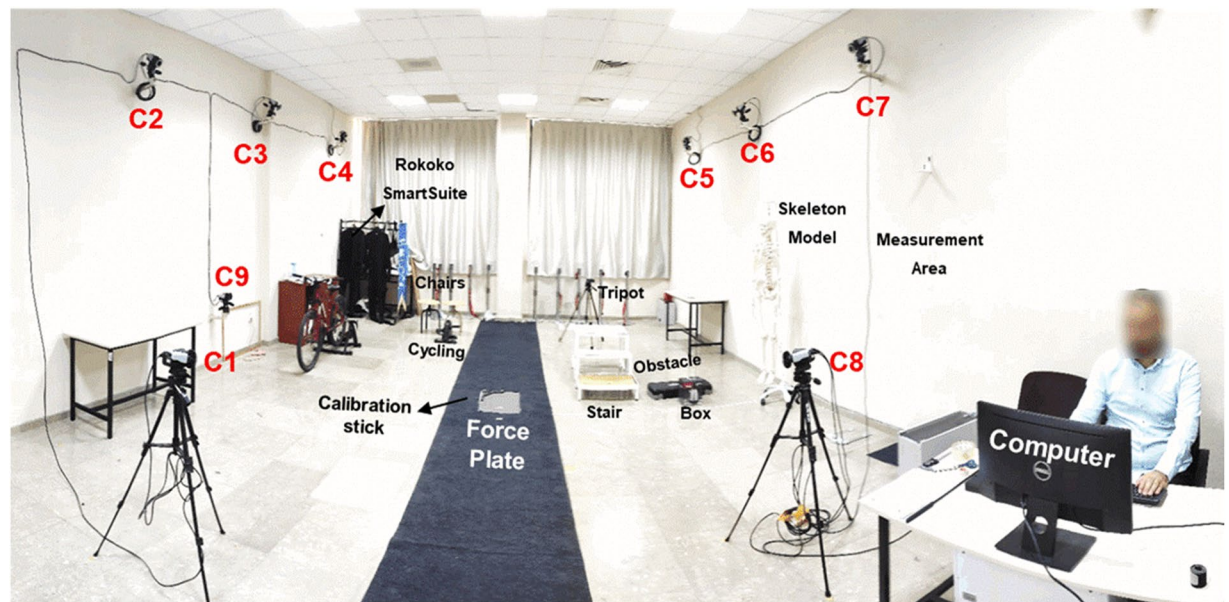 C2
C3
C4
C5
C6
C7
Rokoko
SmartSuite
Skeleton
Model
Measurement
Area
C9
Chairs
Tripot
C1
Cycling
Obstacle
C8
Calibration
stick
Stair
Box
Force
Plate
Computer
DELL